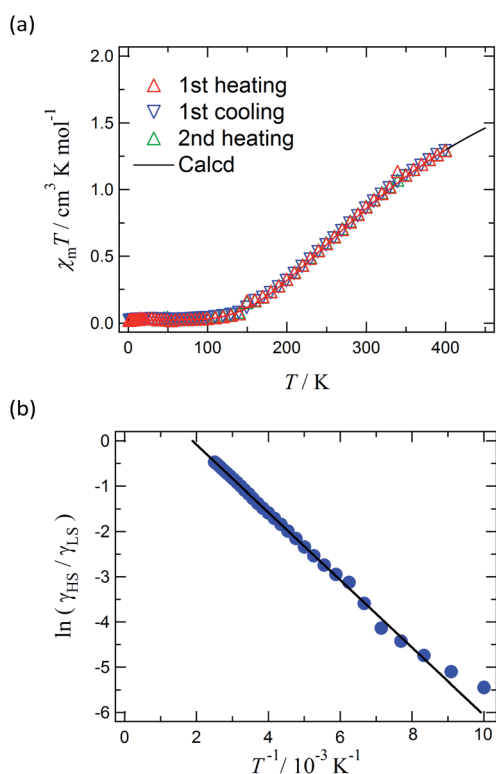 (a)
2.0
1.5
1.0
0.5
0.0
χmT / cm³ K mol⁻¹
1st heating
1st cooling
2nd heating
Calcd
0 100 200 300 400
T / K
(b)
0
-1
-2
-3
-4
-5
-6
ln ( γHS / γLS )
0 2 4 6 8 10
T⁻¹/ 10⁻³ K⁻¹